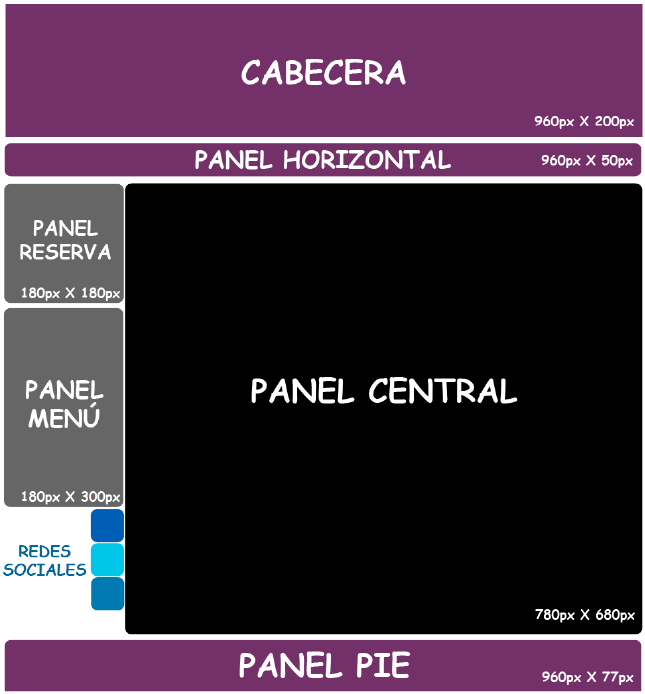 CABECERA
960px X 200px
PANEL HORIZONTAL
960px X 50px
PANEL
RESERVA
180px X 180px
PANEL
MENÚ
180px X 300px
REDES
SOCIALES
PANEL CENTRAL
780px X 680px
PANEL PIE
960px X 77px